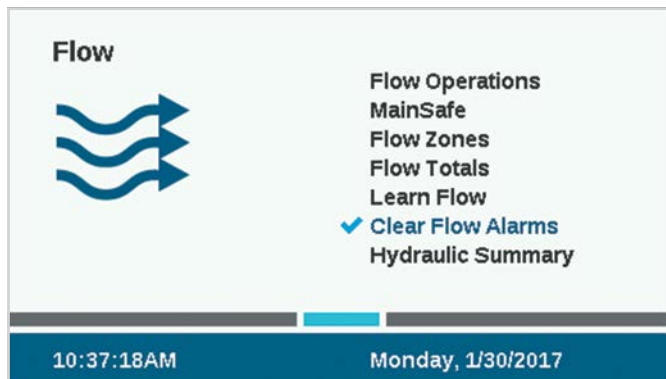 Flow
Flow Operations
MainSafe
Flow Zones
Flow Totals
Learn Flow
Clear Flow Alarms
Hydraulic Summary
10:37:18AM Monday, 1/30/2017